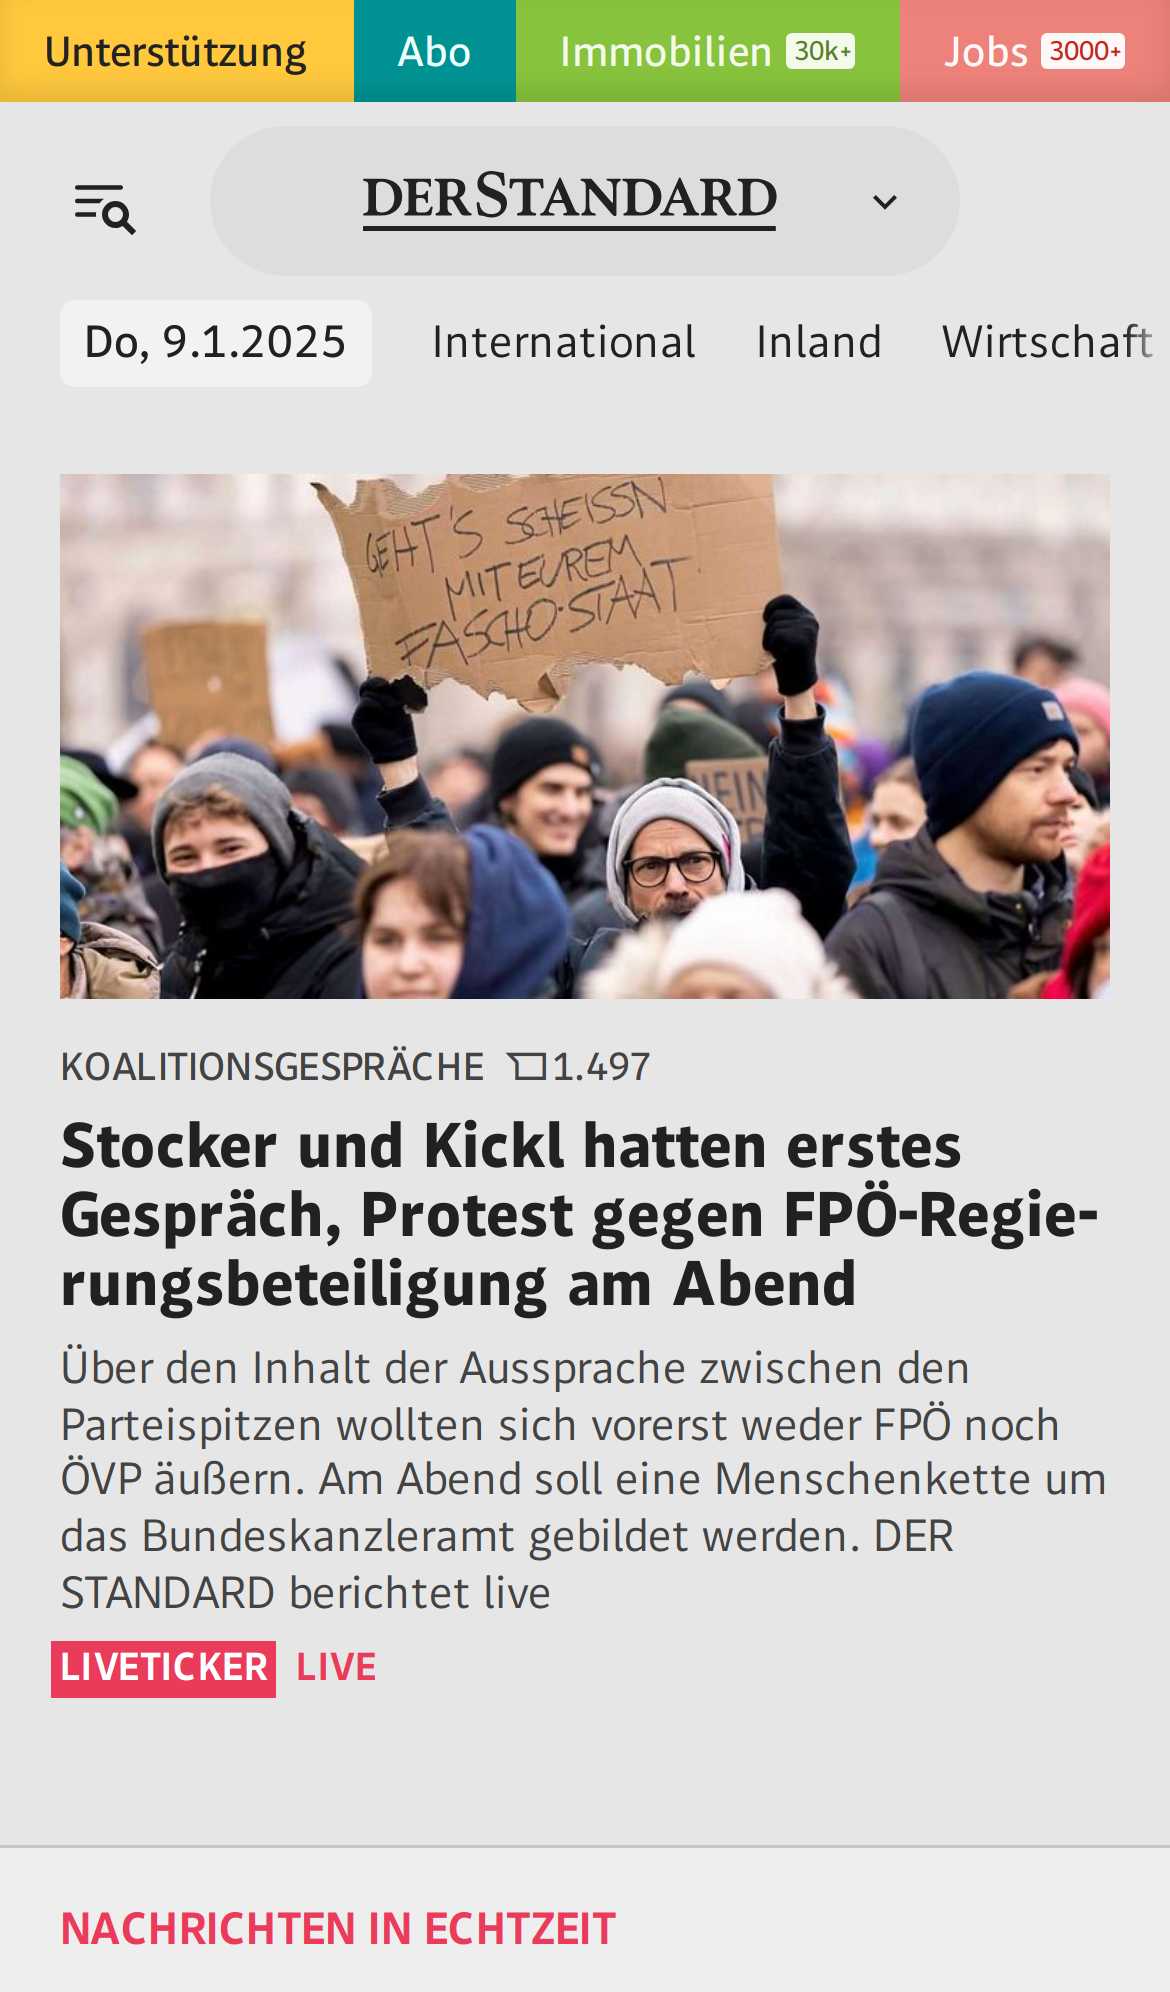 Unterstützung
Abo
Immobilien 30k+
Jobs 3000+
DERSTANDARD
Do, 9.1.2025
International
Inland
Wirtschaft
GEHT'S SCHEISSN
MIT EUREM
FASCHO-STAAT
KOALITIONSGESPRÄCHE 1.497
Stocker und Kickl hatten erstes
Gespräch, Protest gegen FPÖ-Regie-
rungsbeteiligung am Abend
Über den Inhalt der Aussprache zwischen den
Parteispitzen wollten sich vorerst weder FPÖ noch
ÖVP äußern. Am Abend soll eine Menschenkette um
das Bundeskanzleramt gebildet werden. DER
STANDARD berichtet live
LIVETICKER LIVE
NACHRICHTEN IN ECHTZEIT